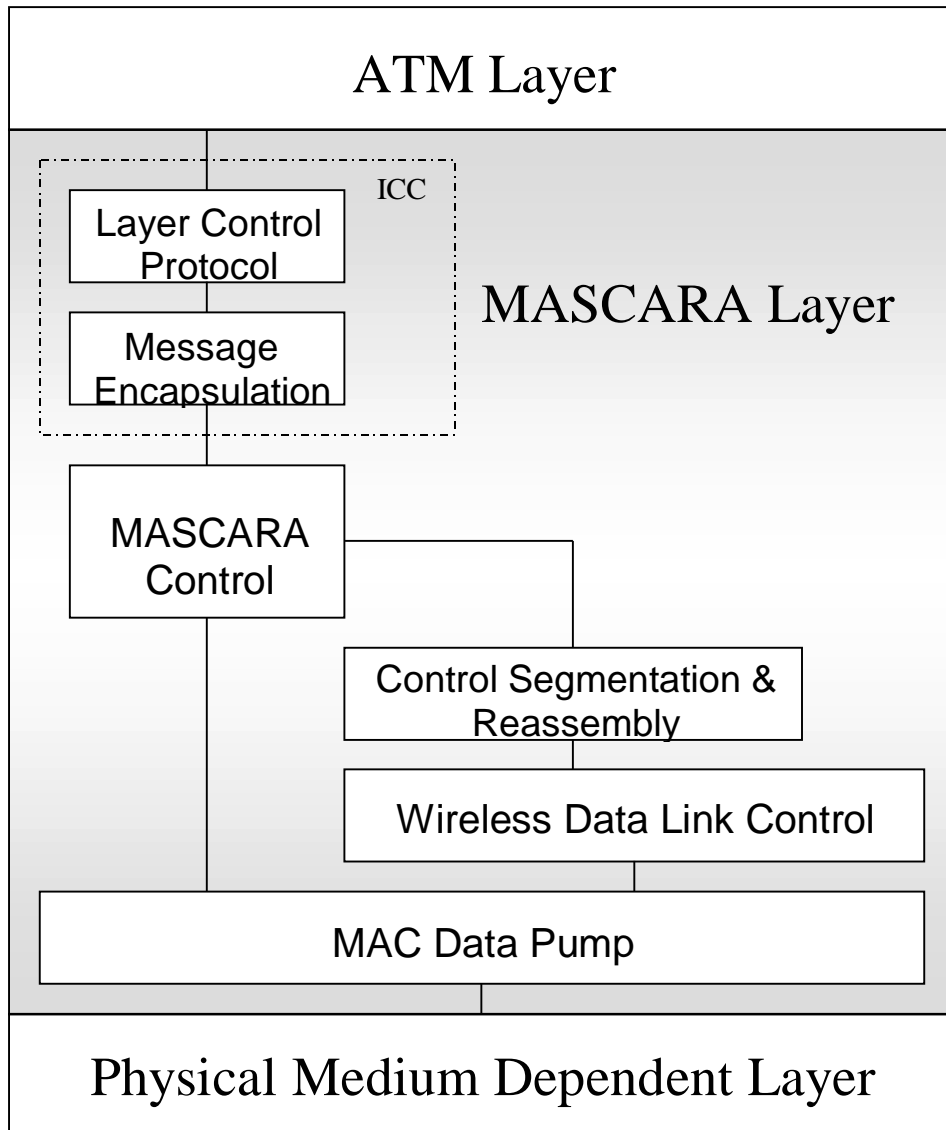 ATM Layer
ICC
Layer Control
Protocol
MASCARA Layer
Message
Encapsulation
MASCARA
Control
Control Segmentation &
Reassembly
Wireless Data Link Control
MAC Data Pump
Physical Medium Dependent Layer